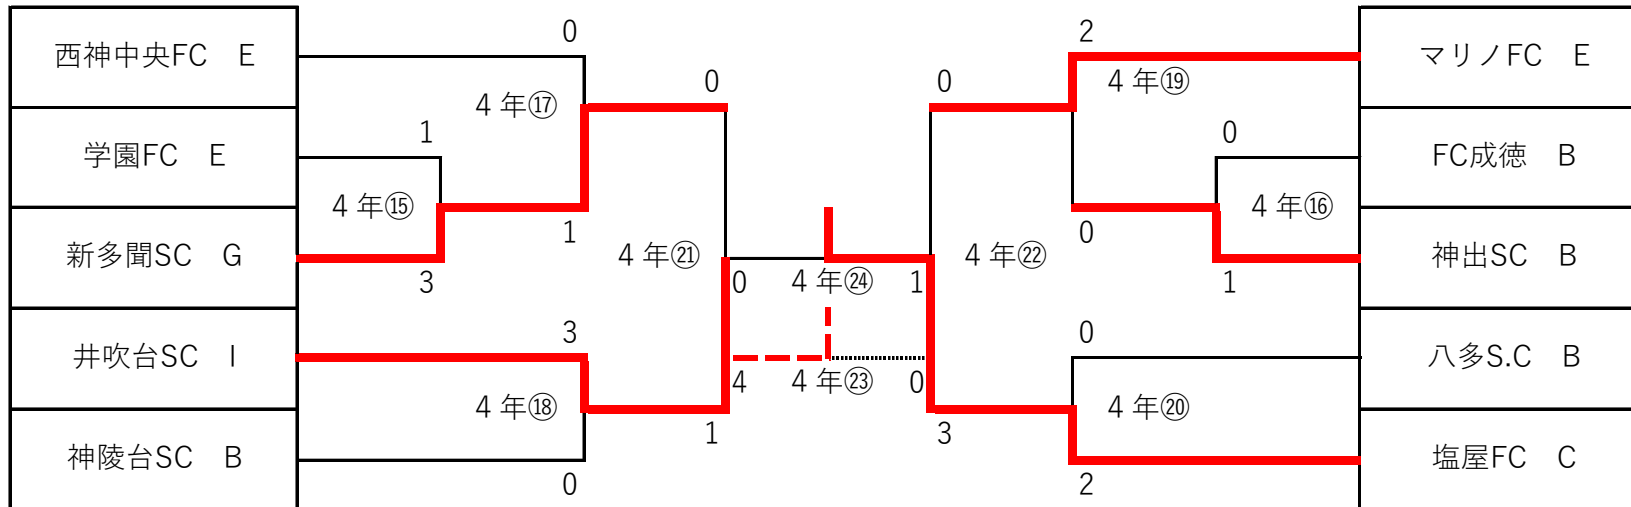 西神中央FC　E
学園FC　E
新多聞SC　G
井吹台SC　I
神陵台SC　B
0
4 年⑰
1
4 年⑮
3
1
3
4 年⑱
0
0
4 年㉑
1
0
4 年㉔
1
4
4 年㉓
0
0
4 年㉒
3
2
4 年⑲
0
0
4 年⑯
1
0
4 年⑳
2
マリノFC　E
FC成徳　B
神出SC　B
八多S.C　B
塩屋FC　C